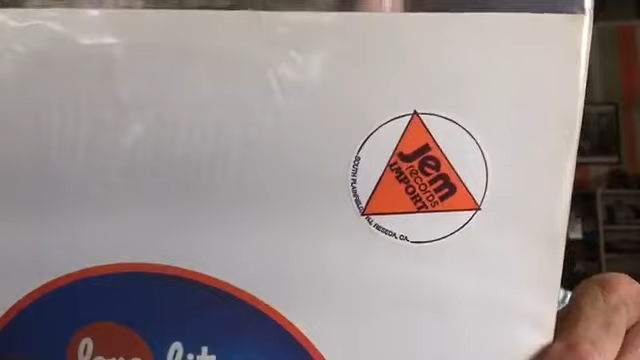 Jem
records
IMPORT
SOUTH PLAINFIELD, N.J. RESEDA, CA.